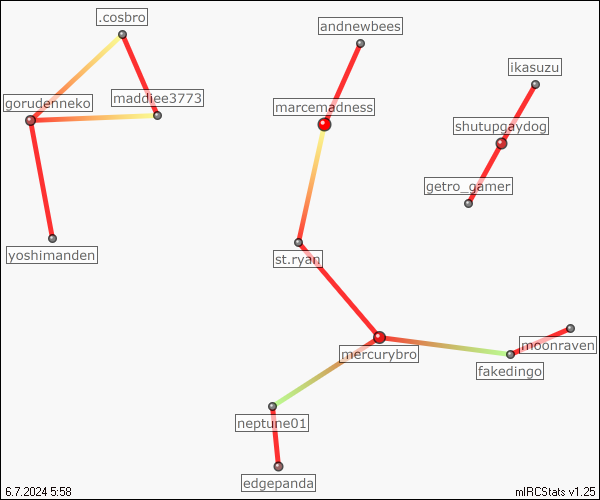 .cosbro
andnewbees
ikasuzu
gorudenneko
maddiee3773
marcemadness
shutupgaydog
getro_gamer
yoshimanden
st.ryan
mercurybro
moonraven
fakedingo
neptune01
edgepanda
6.7.2024 5:58
mIRCStats v1.25